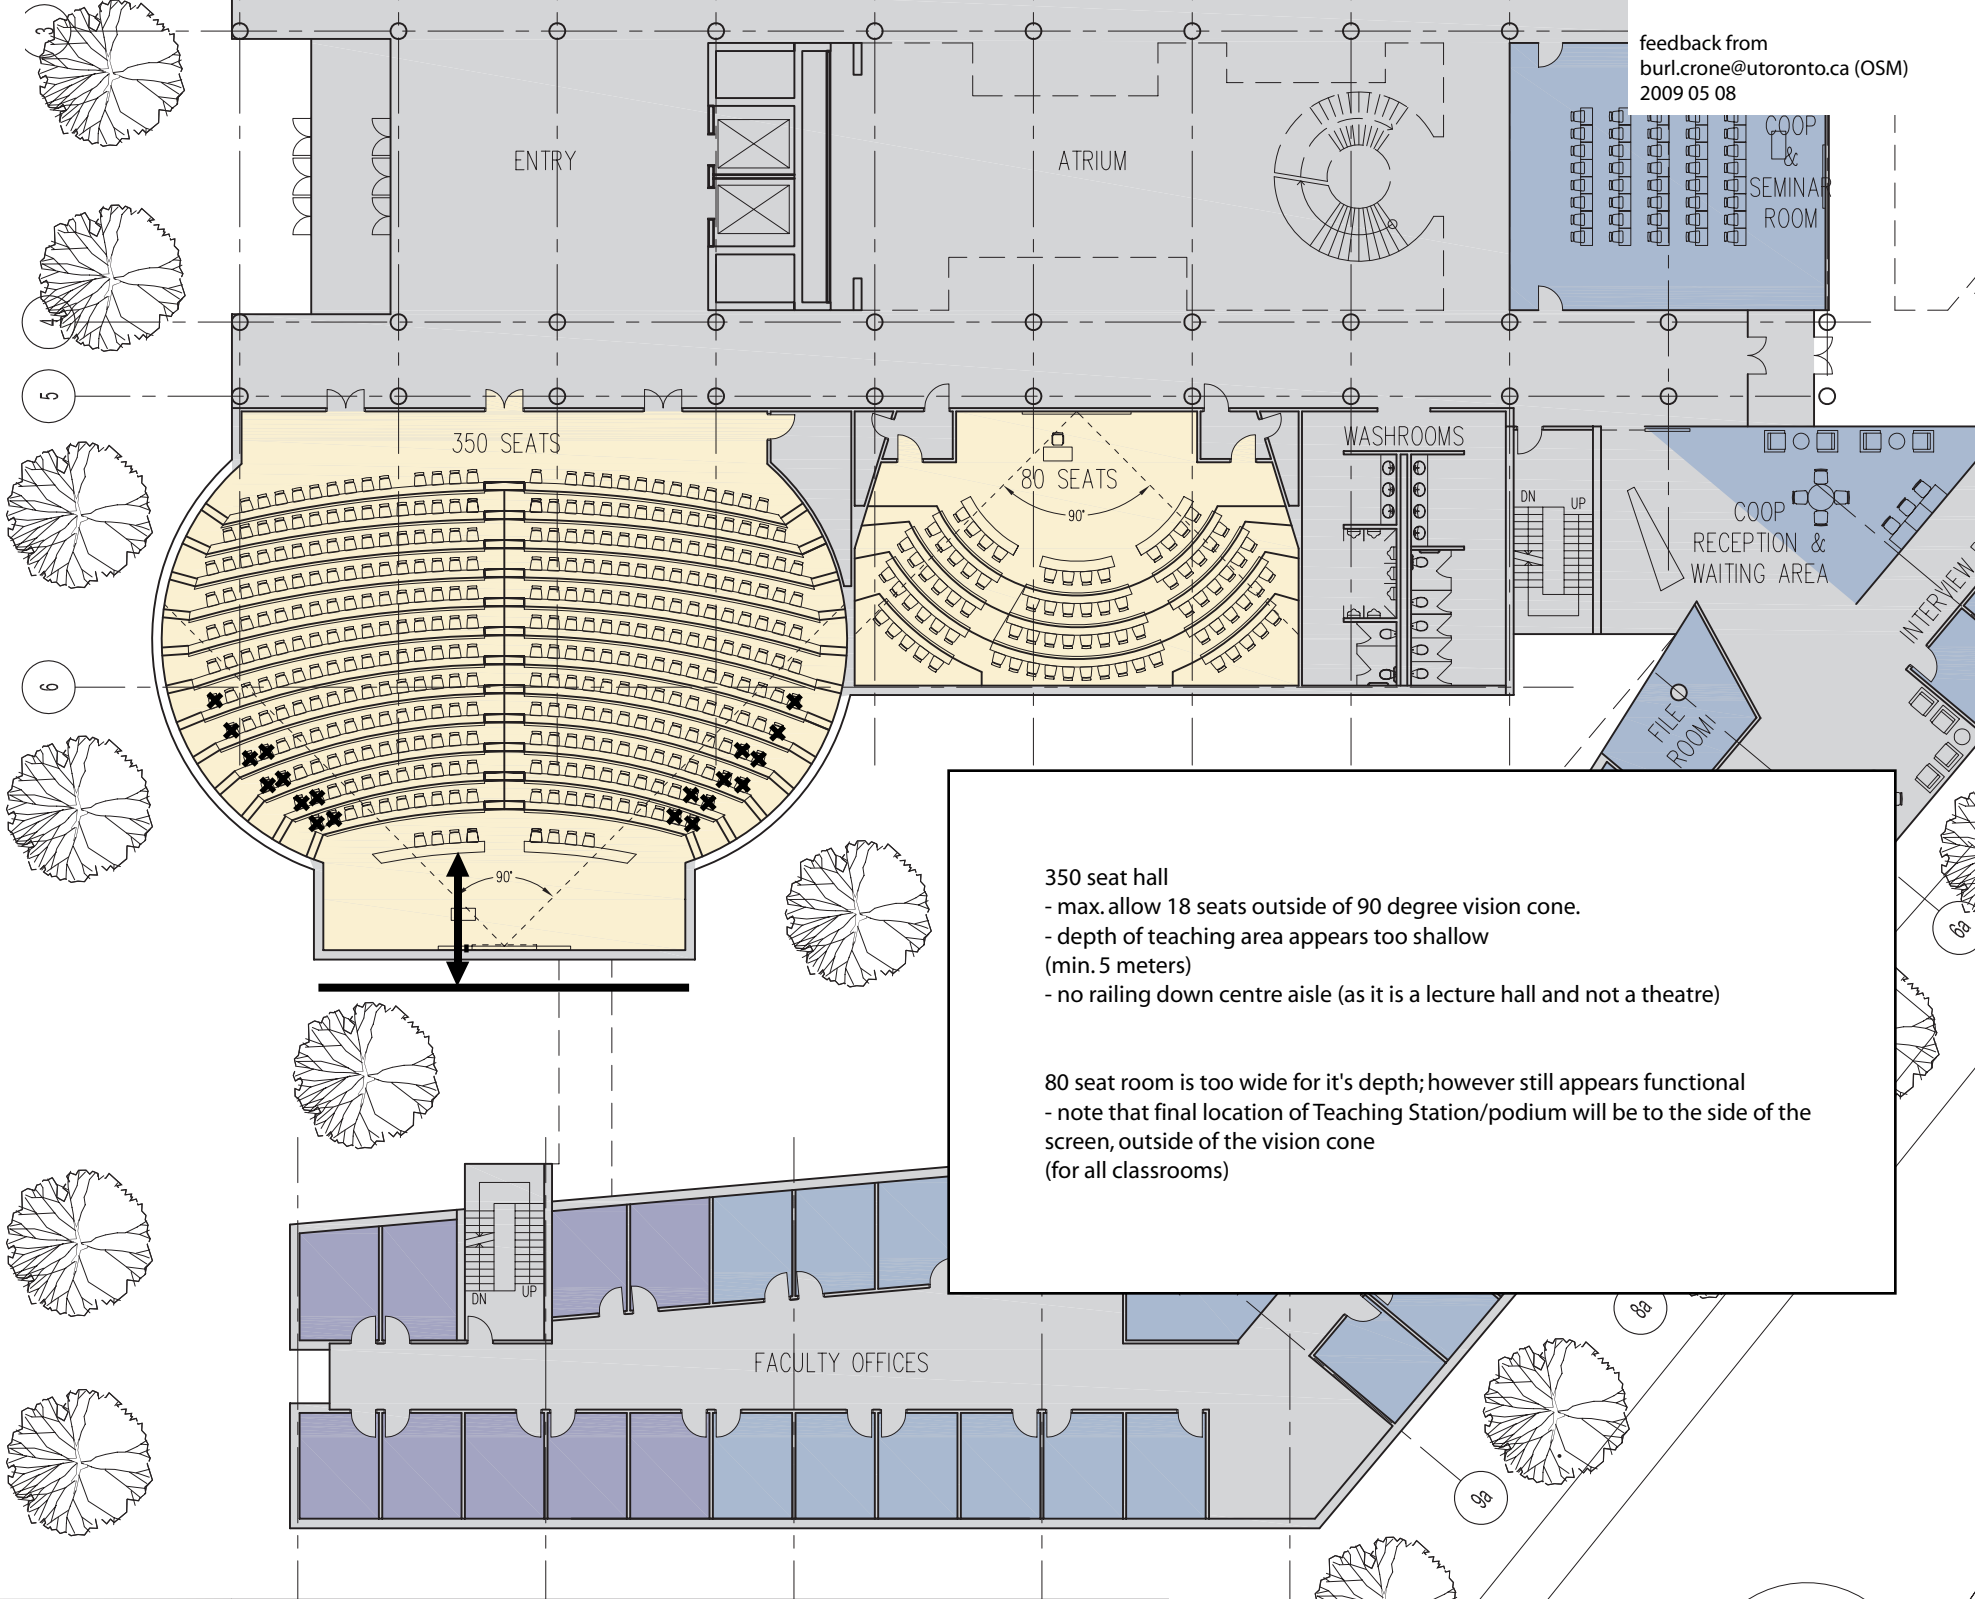 feedback from
burl.crone@utoronto.ca (OSM)
2009 05 08
3
ENTRY
ATRIUM
COOP
&
SEMINAR
ROOM
4
5
350 SEATS
80 SEATS
90°
WASHROOMS
DN
UP
COOP
RECEPTION &
WAITING AREA
INTERVIEW
6
FILE
ROOM
90°
350 seat hall
- max. allow 18 seats outside of 90 degree vision cone.
- depth of teaching area appears too shallow
(min. 5 meters)
- no railing down centre aisle (as it is a lecture hall and not a theatre)
80 seat room is too wide for it's depth; however still appears functional
- note that final location of Teaching Station/podium will be to the side of the
screen, outside of the vision cone
(for all classrooms)
6a
DN
UP
8a
FACULTY OFFICES
9a